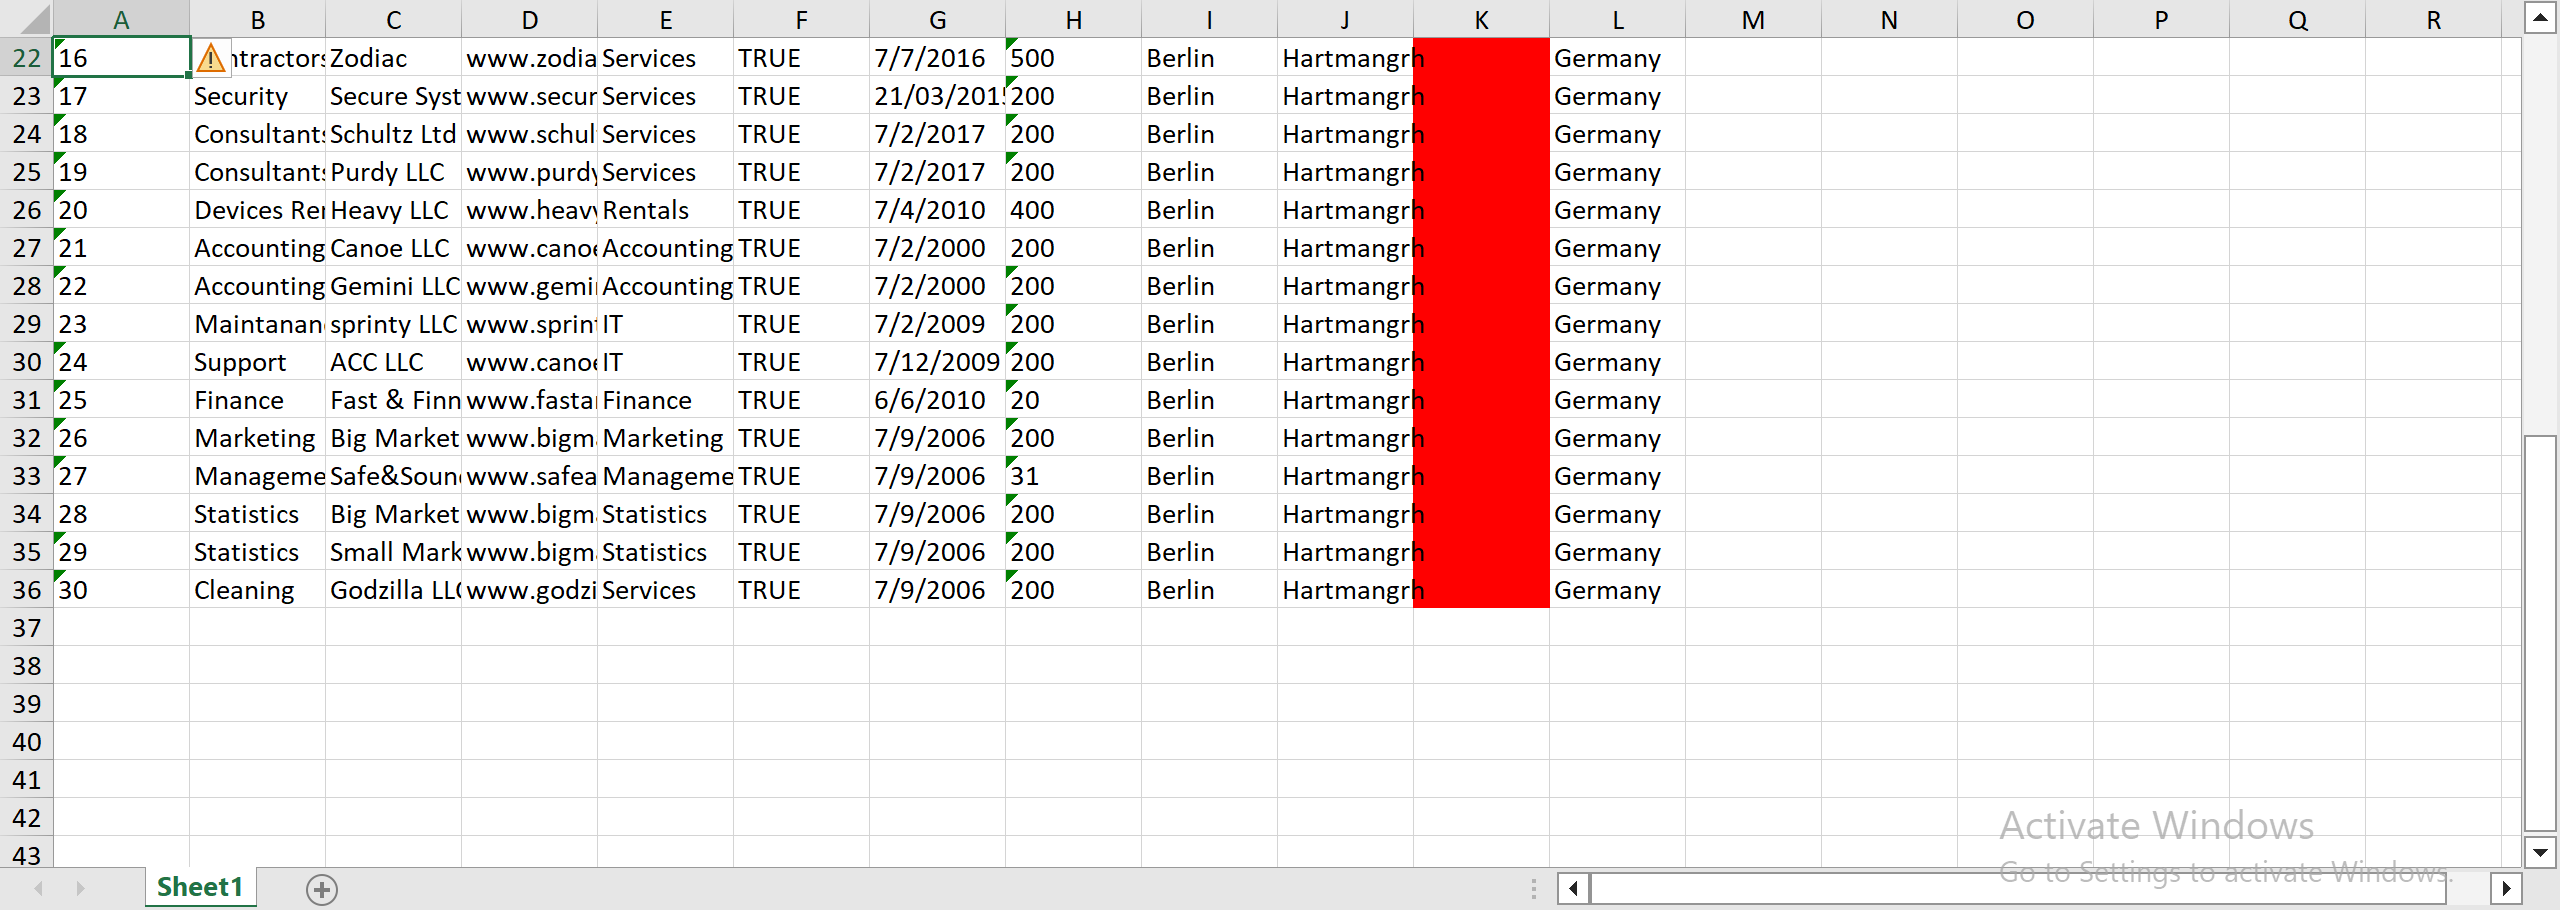 A B C D E F G H I J K L M N O P Q R
22 16 ntractors Zodiac www.zodia Services TRUE 7/7/2016 500 Berlin Hartmangrh Germany
23 17 Security Secure Syst www.secur Services TRUE 21/03/2015 200 Berlin Hartmangrh Germany
24 18 Consultants Schultz Ltd www.schul Services TRUE 7/2/2017 200 Berlin Hartmangrh Germany
25 19 Consultants Purdy LLC www.purdy Services TRUE 7/2/2017 200 Berlin Hartmangrh Germany
26 20 Devices Rer Heavy LLC www.heavy Rentals TRUE 7/4/2010 400 Berlin Hartmangrh Germany
27 21 Accounting Canoe LLC www.canoe Accounting TRUE 7/2/2000 200 Berlin Hartmangrh Germany
28 22 Accounting Gemini LLC www.gemi Accounting TRUE 7/2/2000 200 Berlin Hartmangrh Germany
29 23 Maintanan sprinty LLC www.sprint IT TRUE 7/2/2009 200 Berlin Hartmangrh Germany
30 24 Support ACC LLC www.canoe IT TRUE 7/12/2009 200 Berlin Hartmangrh Germany
31 25 Finance Fast & Finn www.fasta Finance TRUE 6/6/2010 20 Berlin Hartmangrh Germany
32 26 Marketing Big Market www.bigm Marketing TRUE 7/9/2006 200 Berlin Hartmangrh Germany
33 27 Manageme Safe&Soun www.safea Manageme TRUE 7/9/2006 31 Berlin Hartmangrh Germany
34 28 Statistics Big Market www.bigm Statistics TRUE 7/9/2006 200 Berlin Hartmangrh Germany
35 29 Statistics Small Mark www.bigm Statistics TRUE 7/9/2006 200 Berlin Hartmangrh Germany
36 30 Cleaning Godzilla LLC www.godzi Services TRUE 7/9/2006 200 Berlin Hartmangrh Germany
37
38
39
40
41
42
43
Activate Windows
Go to Settings to activate Windows.
Sheet1